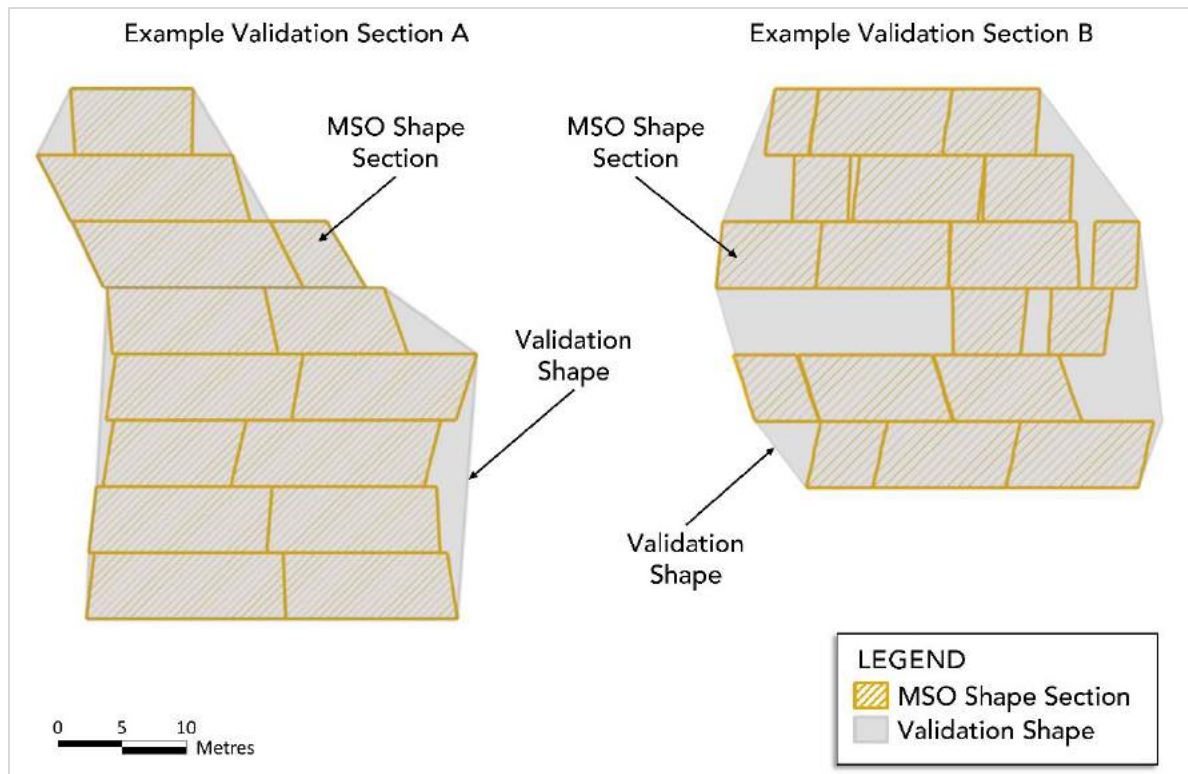 Example Validation Section A
Example Validation Section B
MSO Shape
Section
MSO Shape
Section
Validation
Shape
Validation
Shape
LEGEND
MSO Shape Section
Validation Shape
0 5 10
Metres